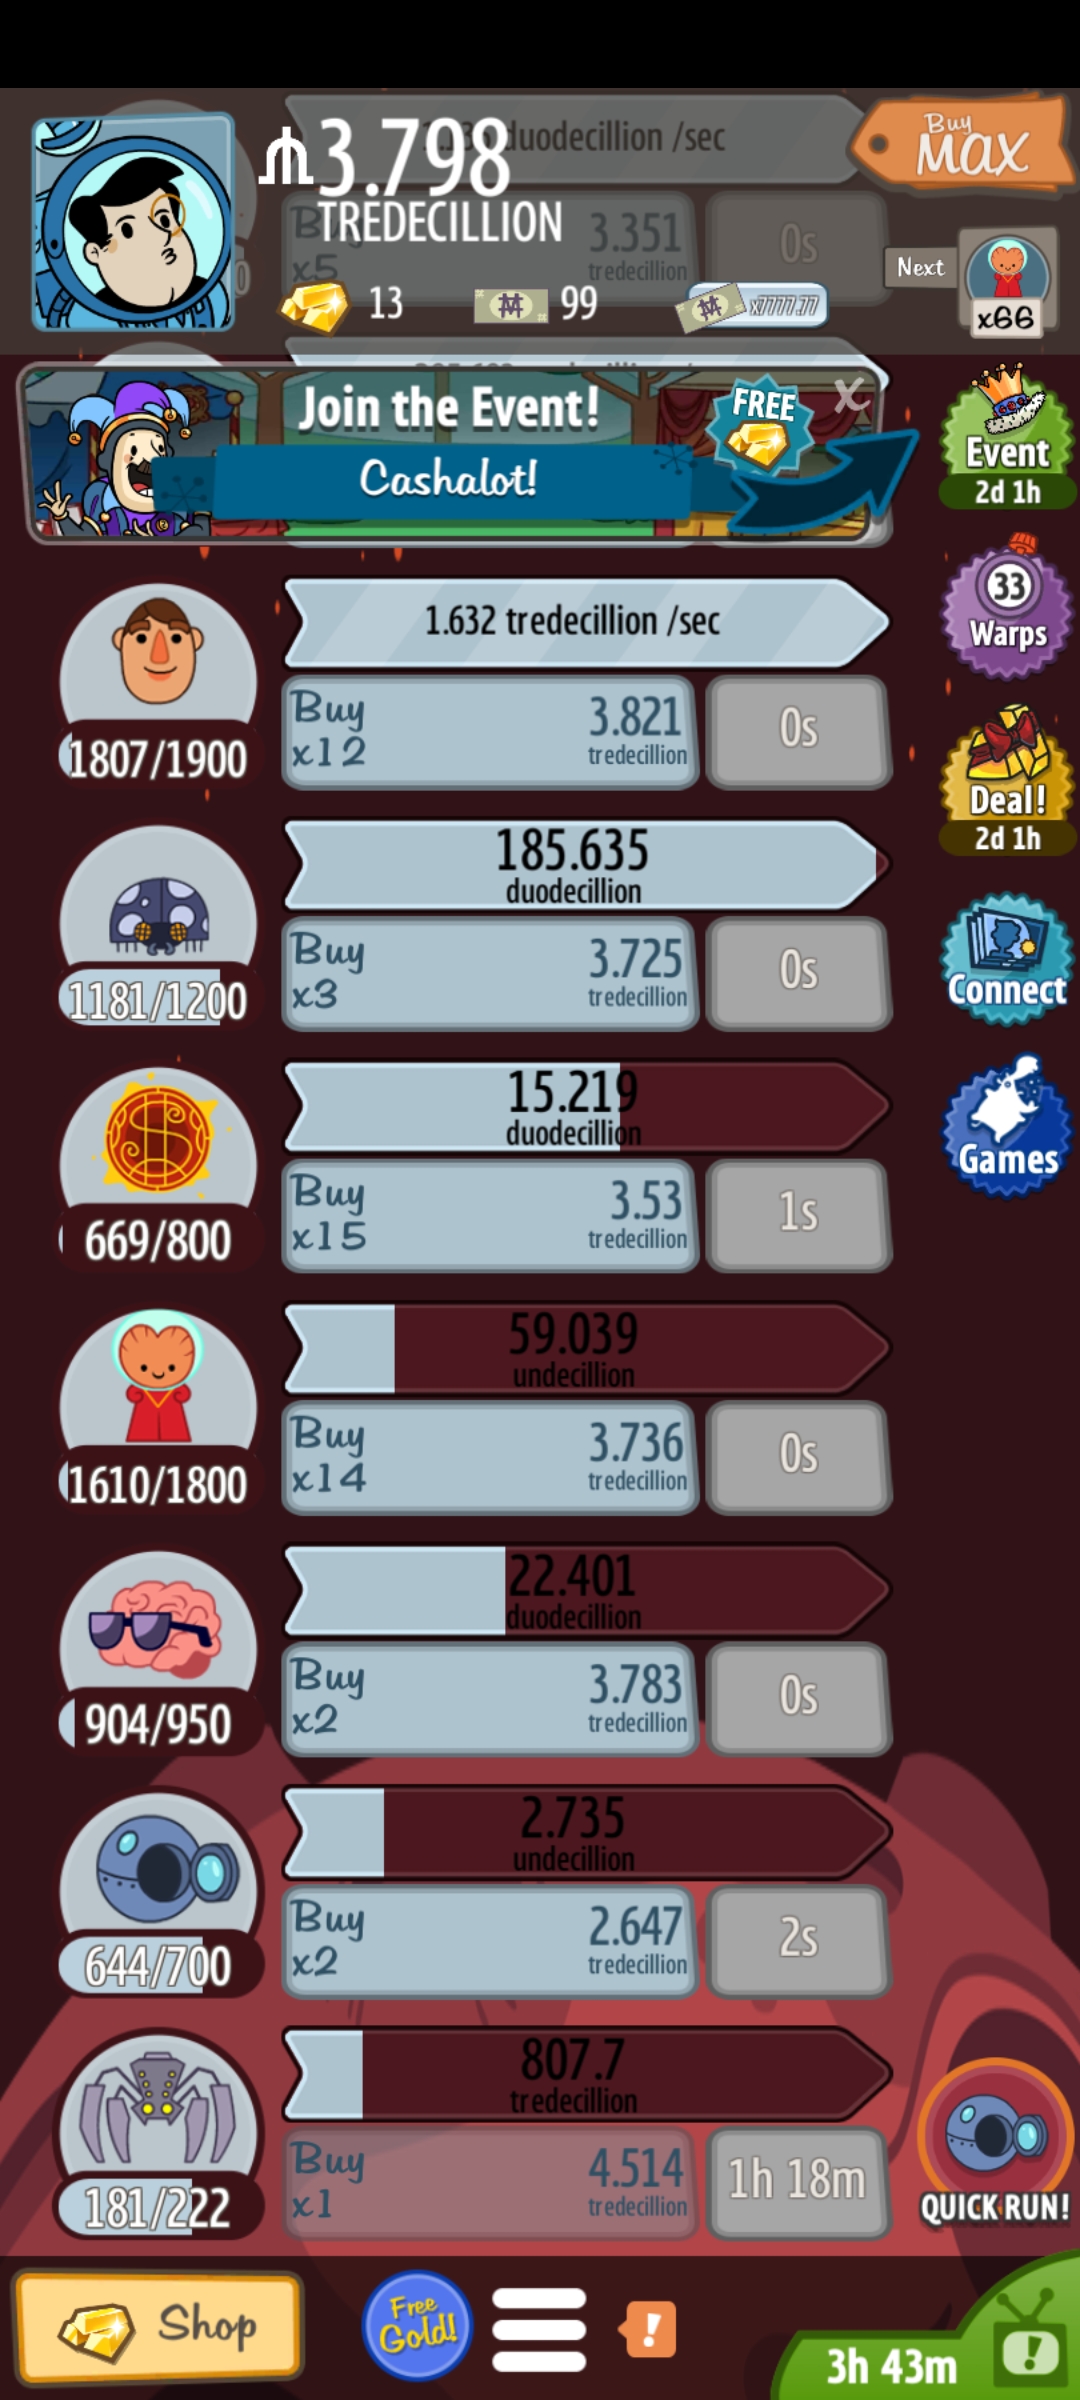 duodecillion /sec
₼3.798
TREDECILLION
Buy
MAX
x5
3.351
tredecillion
0s
Next
x66
13
99
x7777.77
Join the Event!
Cashalot!
FREE
X
Event
2d 1h
1.632 tredecillion /sec
1807/1900
Buy
x12
3.821
tredecillion
0s
33
Warps
Deal!
2d 1h
185.635
duodecillion
1181/1200
Buy
x3
3.725
tredecillion
0s
Connect
15.219
duodecillion
669/800
Buy
x15
3.53
tredecillion
1s
Games
59.039
undecillion
1610/1800
Buy
x14
3.736
tredecillion
0s
22.401
duodecillion
904/950
Buy
x2
3.783
tredecillion
0s
2.735
undecillion
644/700
Buy
x2
2.647
tredecillion
2s
807.7
tredecillion
181/222
Buy
x1
4.514
tredecillion
1h 18m
QUICK RUN!
Shop
Free
Gold!
!
3h 43m
!